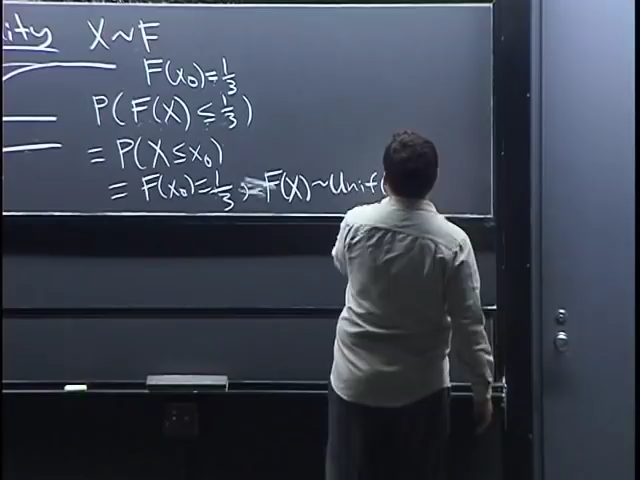 ity X~F
F(x₀)=1/3
P(F(X)≤1/3)
=P(X≤x₀)
=F(x₀)=1/3 F(X)~Unif(